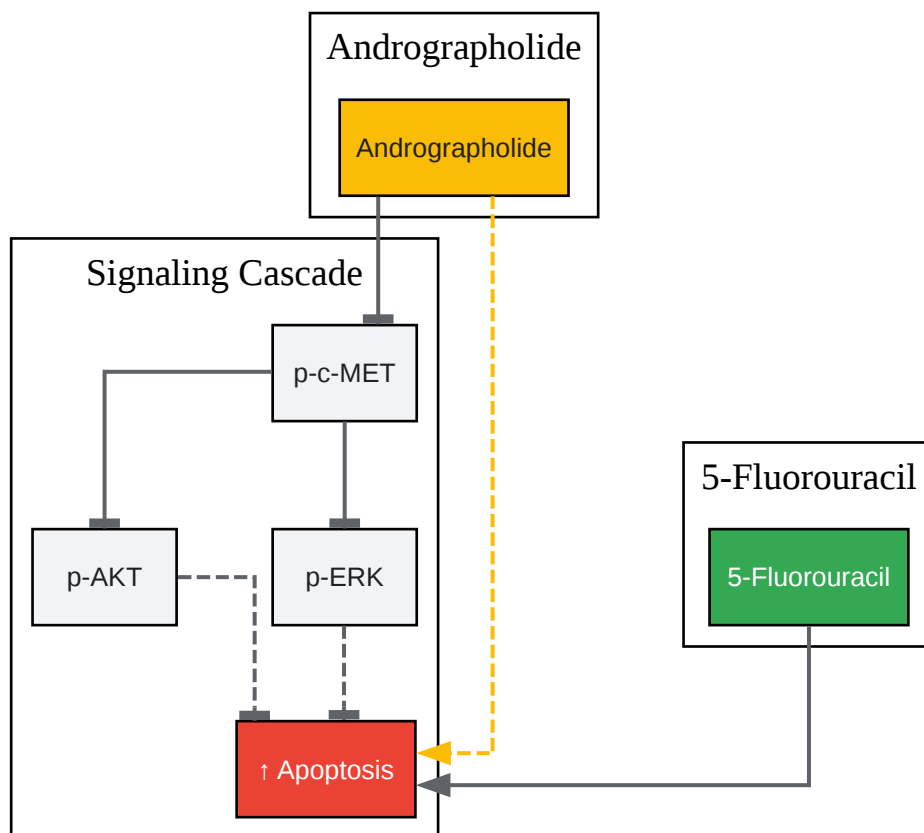 Andrographolide
Andrographolide
Signaling Cascade
p-c-MET
p-AKT
p-ERK
↑ Apoptosis
5-Fluorouracil
5-Fluorouracil